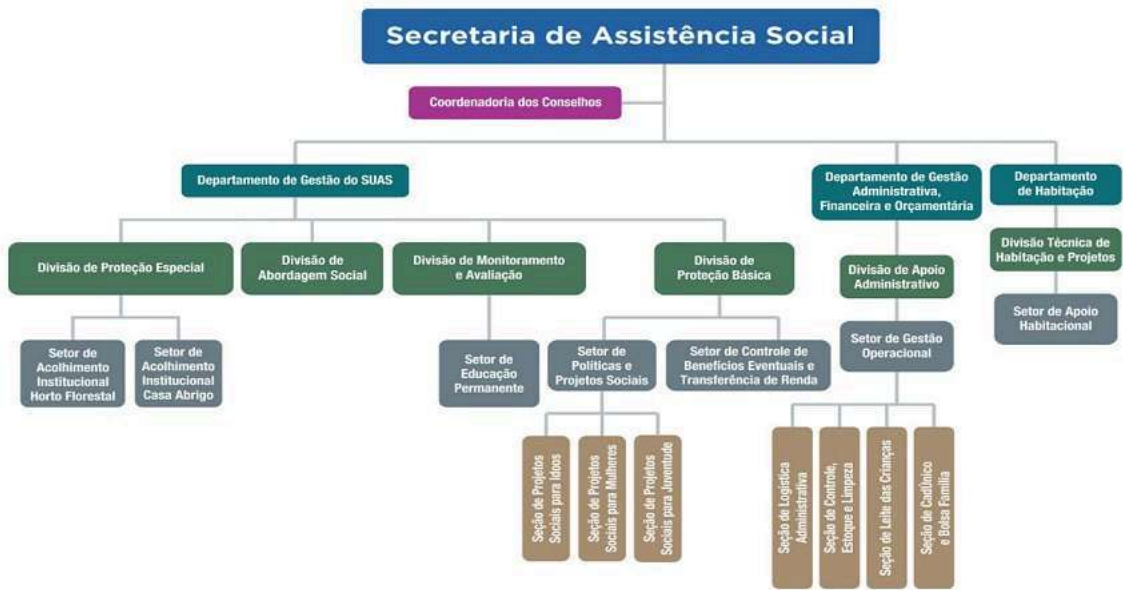 Secretaria de Assistência Social
Coordenadoria dos Conselhos
Departamento de Gestão do SUAS
Departamento de Gestão
Administrativa,
Financeira e Orçamentária
Departamento
de Habitação
Divisão de Proteção Especial
Divisão de
Abordagem Social
Divisão de Monitoramento
e Avaliação
Divisão de
Proteção Básica
Divisão de Apoio
Administrativo
Divisão Técnica de
Habitação e Projetos
Setor de
Acolhimento
Institucional
Horto Florestal
Setor de
Acolhimento
Institucional
Casa Abrigo
Setor de
Educação
Permanente
Setor de
Políticas e
Projetos Sociais
Setor de Controle de
Benefícios Eventuais e
Transferência de Renda
Setor de Gestão
Operacional
Setor de Apoio
Habitacional
Seção de Projetos
Sociais para Idoos
Seção de Projetos
Sociais para Mulheres
Seção de Projetos
Sociais para Juventude
Seção de Logística
Administrativa
Seção de Controle,
Estoque e Limpeza
Seção de Leite das Crianças
Seção de CadÚnico
e Bolsa Família